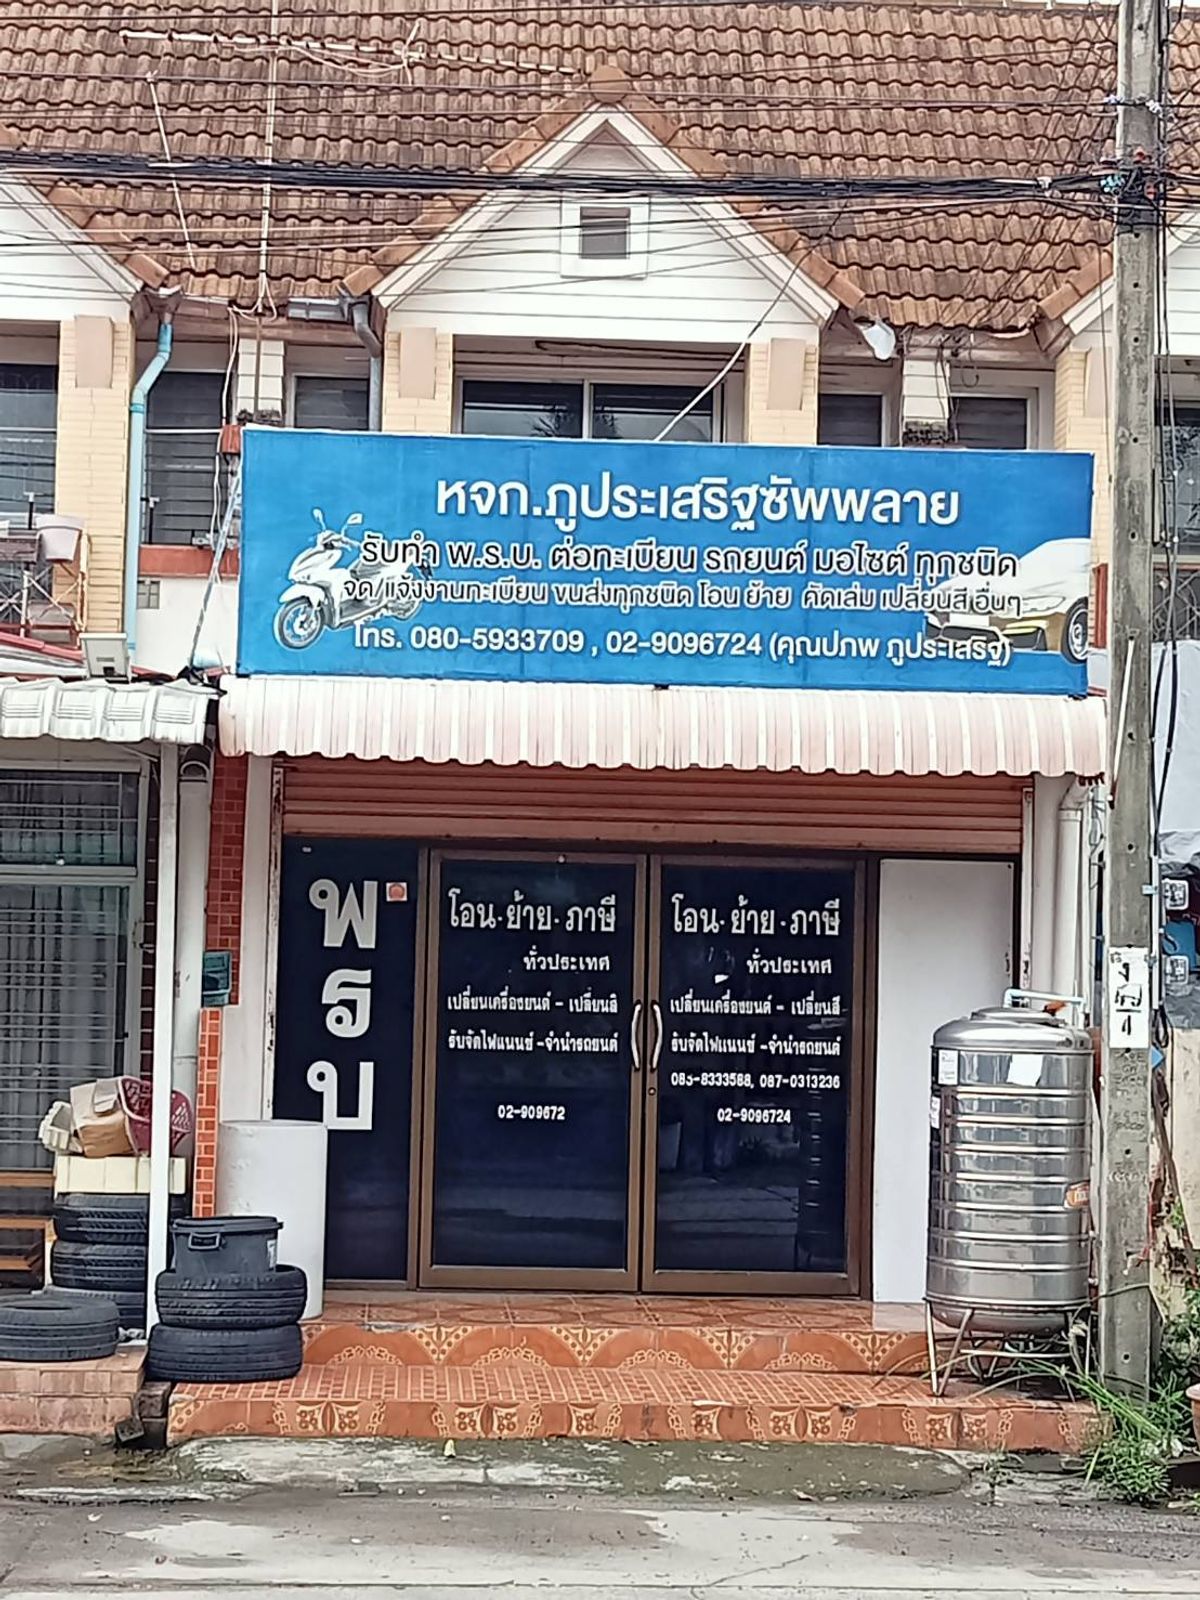 หจก.ภูประเสริฐซัพพลาย
รับทำ พ.ร.บ. ต่อทะเบียน รถยนต์ มอไซต์ ทุกชนิด
จด/แจ้งงานทะเบียน ขนส่งทุกชนิด โอน ย้าย คัดเล่ม เปลี่ยนสี อื่นๆ
โทร. 080-5933709 , 02-9096724 (คุณปภพ ภูประเสริฐ)
พ
ร
บ
โอน·ย้าย·ภาษี
ทั่วประเทศ
เปลี่ยนเครื่องยนต์ - เปลี่ยนสี
รับจัดไฟแนนซ์ -จำนำรถยนต์
02-909672
โอน·ย้าย·ภาษี
ทั่วประเทศ
เปลี่ยนเครื่องยนต์ - เปลี่ยนสี
รับจัดไฟแนนซ์ -จำนำรถยนต์
085-8333588, 087-0313236
02-9096724